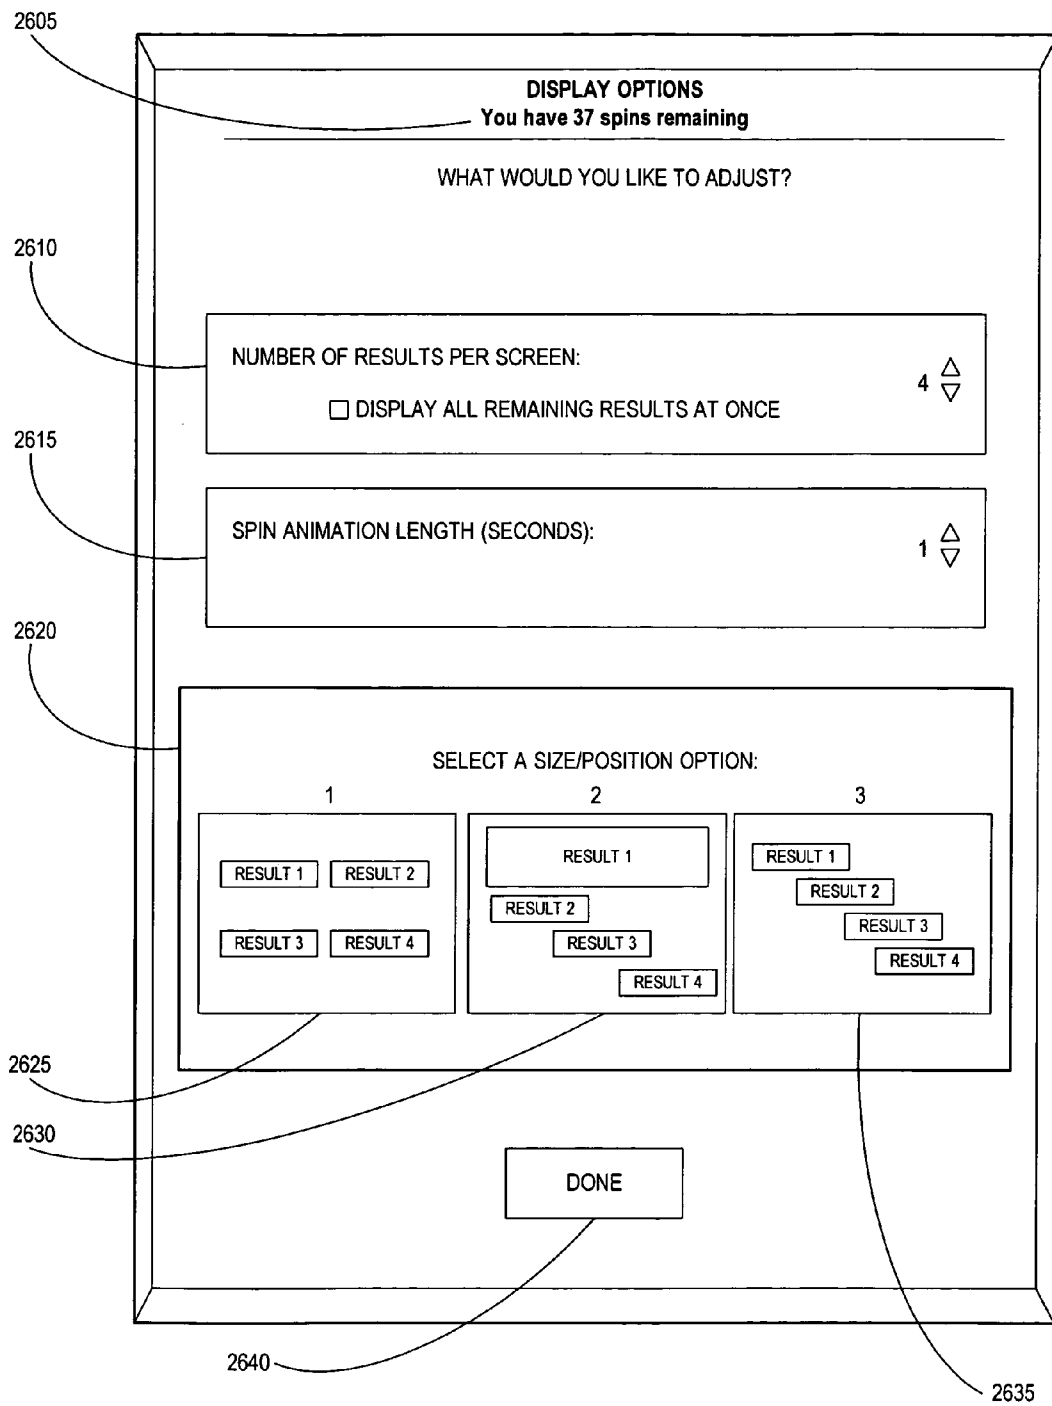 2605
DISPLAY OPTIONS
You have 37 spins remaining
WHAT WOULD YOU LIKE TO ADJUST?
2610
NUMBER OF RESULTS PER SCREEN:
4
DISPLAY ALL REMAINING RESULTS AT ONCE
2615
SPIN ANIMATION LENGTH (SECONDS):
1
2620
SELECT A SIZE/POSITION OPTION:
1
2
3
RESULT 1
RESULT 2
RESULT 3
RESULT 4
RESULT 1
RESULT 2
RESULT 3
RESULT 4
RESULT 1
RESULT 2
RESULT 3
RESULT 4
2625
2630
DONE
2640
2635